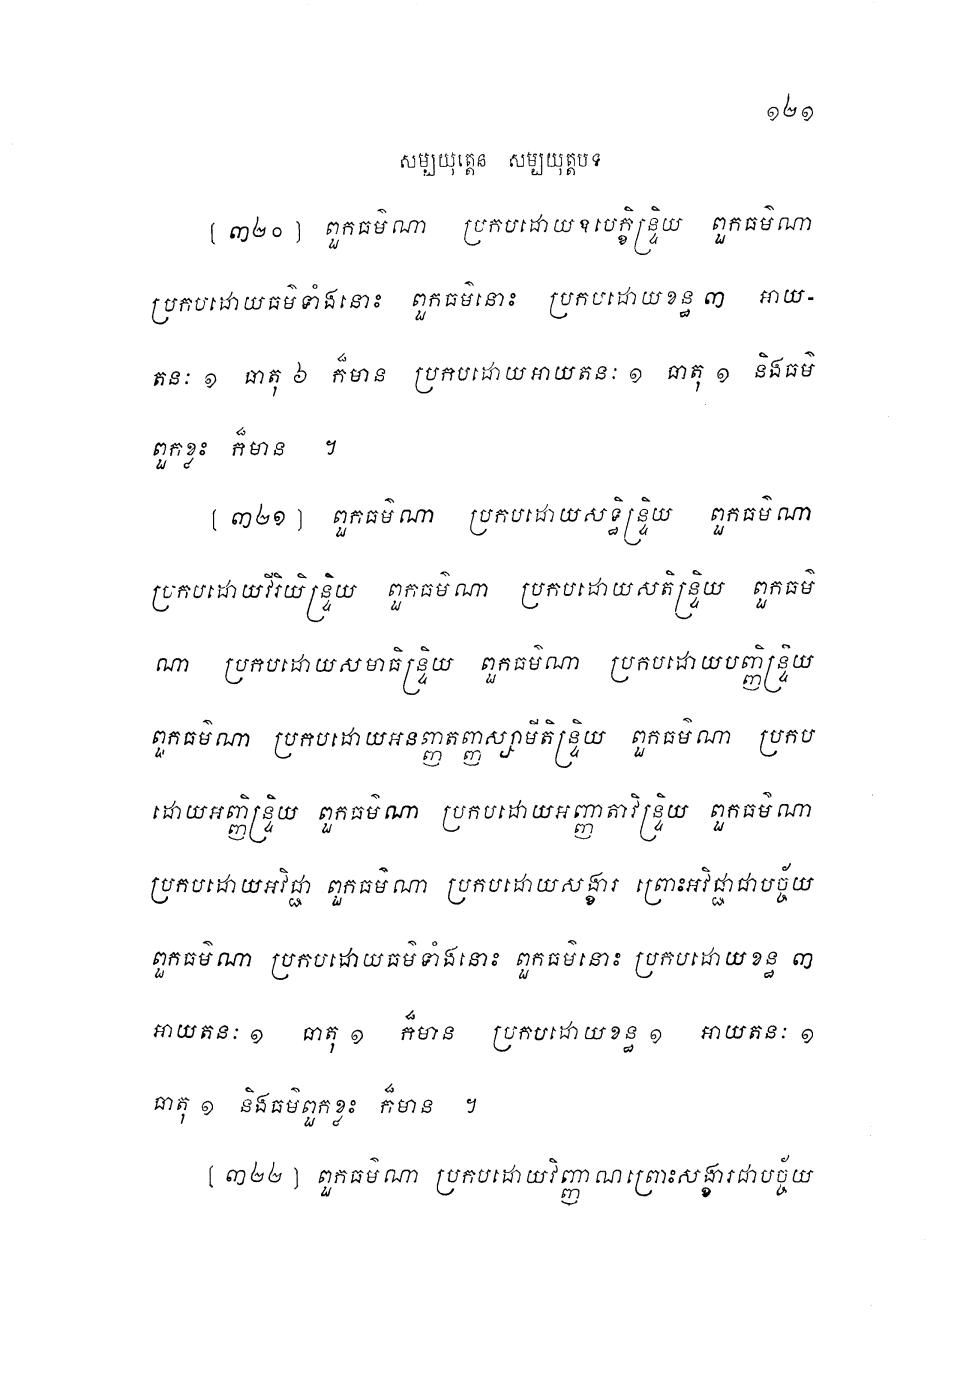 ១២១
សម្បយុត្តេន សម្បយុត្តបទ
[ ៣២០ ] ពួកធម៌ណា ប្រកបដោយឧបេក្ខិន្ទ្រិយ ពួកធម៌ណា
ប្រកបដោយធម៌ទាំងនោះ ពួកធម៌នោះ ប្រកបដោយខន្ធ ៣ អាយ-
តនៈ ១ ធាតុ ៦ ក៏មាន ប្រកបដោយអាយតនៈ ១ ធាតុ ១ និងធម៌
ពួកខ្លះ ក៏មាន ។
[ ៣២១ ] ពួកធម៌ណា ប្រកបដោយសទ្ធិន្ទ្រិយ ពួកធម៌ណា
ប្រកបដោយវីរិយិន្ទ្រិយ ពួកធម៌ណា ប្រកបដោយសតិន្ទ្រិយ ពួកធម៌
ណា ប្រកបដោយសមាធិន្ទ្រិយ ពួកធម៌ណា ប្រកបដោយបញ្ញិន្ទ្រិយ
ពួកធម៌ណា ប្រកបដោយអនញ្ញតញ្ញស្សាមីតិន្ទ្រិយ ពួកធម៌ណា ប្រកប
ដោយអញ្ញិន្ទ្រិយ ពួកធម៌ណា ប្រកបដោយអញ្ញាតាវិន្ទ្រិយ ពួកធម៌ណា
ប្រកបដោយអវិជ្ជា ពួកធម៌ណា ប្រកបដោយសង្ខារ ព្រោះអវិជ្ជាជាបច្ច័យ
ពួកធម៌ណា ប្រកបដោយធម៌ទាំងនោះ ពួកធម៌នោះ ប្រកបដោយខន្ធ ៣
អាយតនៈ ១ ធាតុ ១ ក៏មាន ប្រកបដោយខន្ធ ១ អាយតនៈ ១
ធាតុ ១ និងធម៌ពួកខ្លះ ក៏មាន ។
[ ៣២២ ] ពួកធម៌ណា ប្រកបដោយវិញ្ញាណព្រោះសង្ខារជាបច្ច័យ